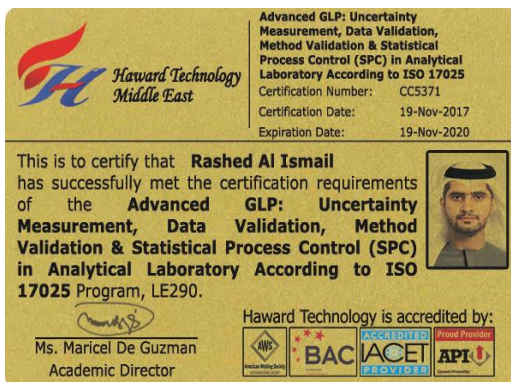 Haward Technology
Middle East
Advanced GLP: Uncertainty
Measurement, Data Validation,
Method Validation & Statistical
Process Control (SPC) in Analytical
Laboratory According to ISO 17025
Certification Number: CC5371
Certification Date: 19-Nov-2017
Expiration Date: 19-Nov-2020
This is to certify that Rashed Al Ismail
has successfully met the certification requirements
of the Advanced GLP: Uncertainty
Measurement, Data Validation, Method
Validation & Statistical Process Control (SPC)
in Analytical Laboratory According to ISO
17025 Program, LE290.
Ms. Maricel De Guzman
Academic Director
Haward Technology is accredited by:
AWS
American Welding Society
BAC
ACCREDITED
IACET
PROVIDER
Proud Provider
API U